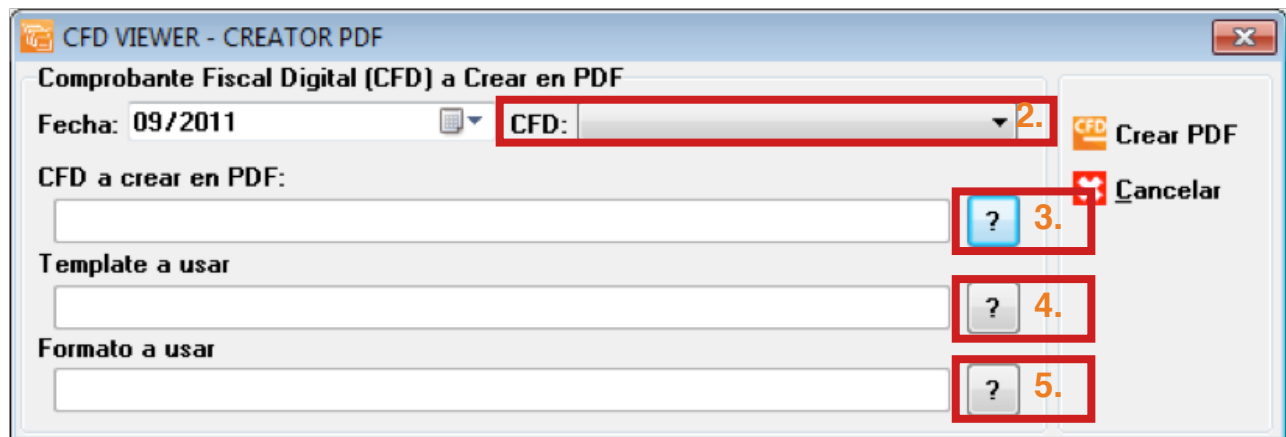 CFD VIEWER - CREATOR PDF
Comprobante Fiscal Digital (CFD) a Crear en PDF
Fecha: 09/2011 CFD: 2.
CFD Crear PDF
CFD a crear en PDF:
Cancelar
? 3.
Template a usar
? 4.
Formato a usar
? 5.